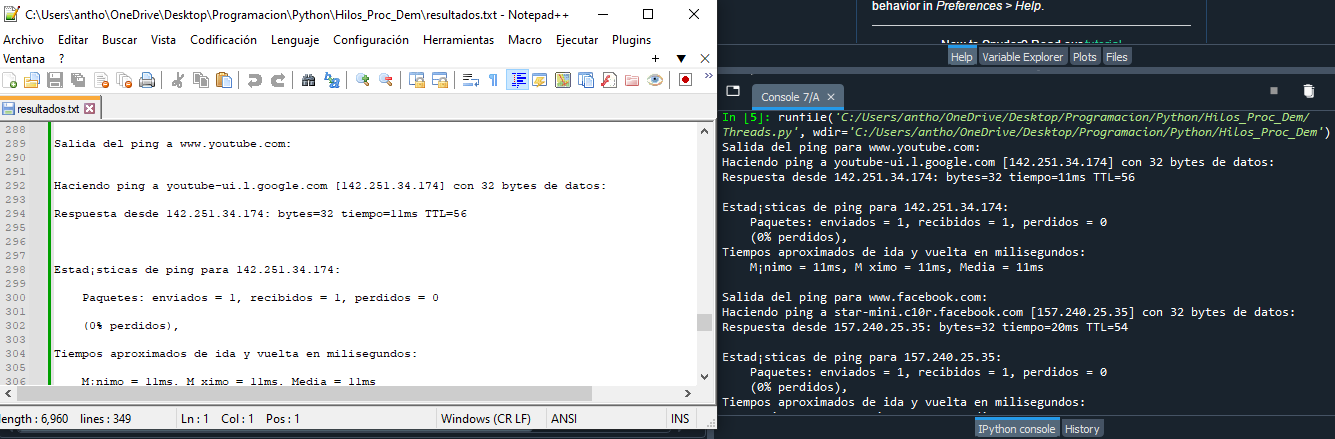 C:\Users\antho\OneDrive\Desktop\Programacion\Python\Hilos_Proc_Dem\resultados.txt - Notepad++
Archivo Editar Buscar Vista Codificación Lenguaje Configuración Herramientas Macro Ejecutar Plugins
Ventana ?
resultados.txt
288
289 Salida del ping a www.youtube.com:
290
291
292 Haciendo ping a youtube-ui.l.google.com [142.251.34.174] con 32 bytes de datos:
293
294 Respuesta desde 142.251.34.174: bytes=32 tiempo=11ms TTL=56
295
296
297
298 Estad¡sticas de ping para 142.251.34.174:
299
300 Paquetes: enviados = 1, recibidos = 1, perdidos = 0
301
302 (0% perdidos),
303
304 Tiempos aproximados de ida y vuelta en milisegundos:
305
306 M¡nimo = 11ms, M ximo = 11ms, Media = 11ms
length : 6,960 lines : 349 Ln : 1 Col : 1 Pos : 1 Windows (CR LF) ANSI INS
behavior in Preferences > Help.
Help Variable Explorer Plots Files
Console 7/A
In [5]: runfile('C:/Users/antho/OneDrive/Desktop/Programacion/Python/Hilos_Proc_Dem/
Threads.py', wdir='C:/Users/antho/OneDrive/Desktop/Programacion/Python/Hilos_Proc_Dem')
Salida del ping para www.youtube.com:
Haciendo ping a youtube-ui.l.google.com [142.251.34.174] con 32 bytes de datos:
Respuesta desde 142.251.34.174: bytes=32 tiempo=11ms TTL=56
Estad¡sticas de ping para 142.251.34.174:
Paquetes: enviados = 1, recibidos = 1, perdidos = 0
(0% perdidos),
Tiempos aproximados de ida y vuelta en milisegundos:
M¡nimo = 11ms, M ximo = 11ms, Media = 11ms
Salida del ping para www.facebook.com:
Haciendo ping a star-mini.c10r.facebook.com [157.240.25.35] con 32 bytes de datos:
Respuesta desde 157.240.25.35: bytes=32 tiempo=20ms TTL=54
Estad¡sticas de ping para 157.240.25.35:
Paquetes: enviados = 1, recibidos = 1, perdidos = 0
(0% perdidos),
Tiempos aproximados de ida y vuelta en milisegundos:
IPython console History